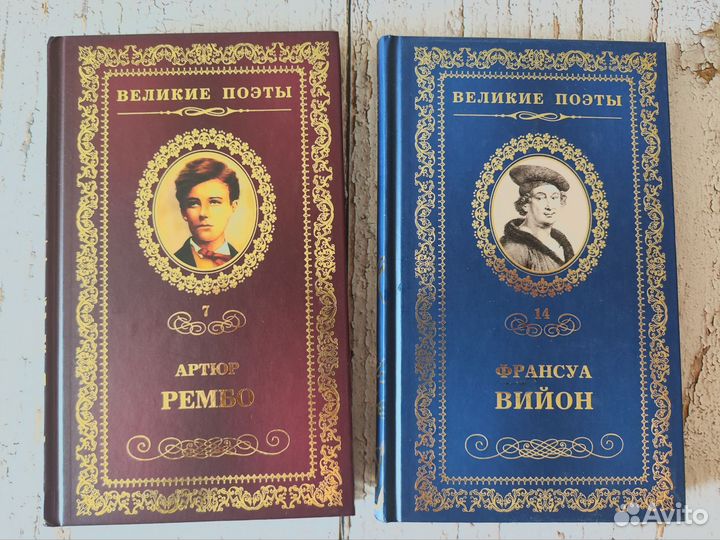 ВЕЛИКИЕ ПОЭТЫ
7
АРТЮР
РЕМБО
ВЕЛИКИЕ ПОЭТЫ
14
ФРАНСУА
ВИЙОН
Avito